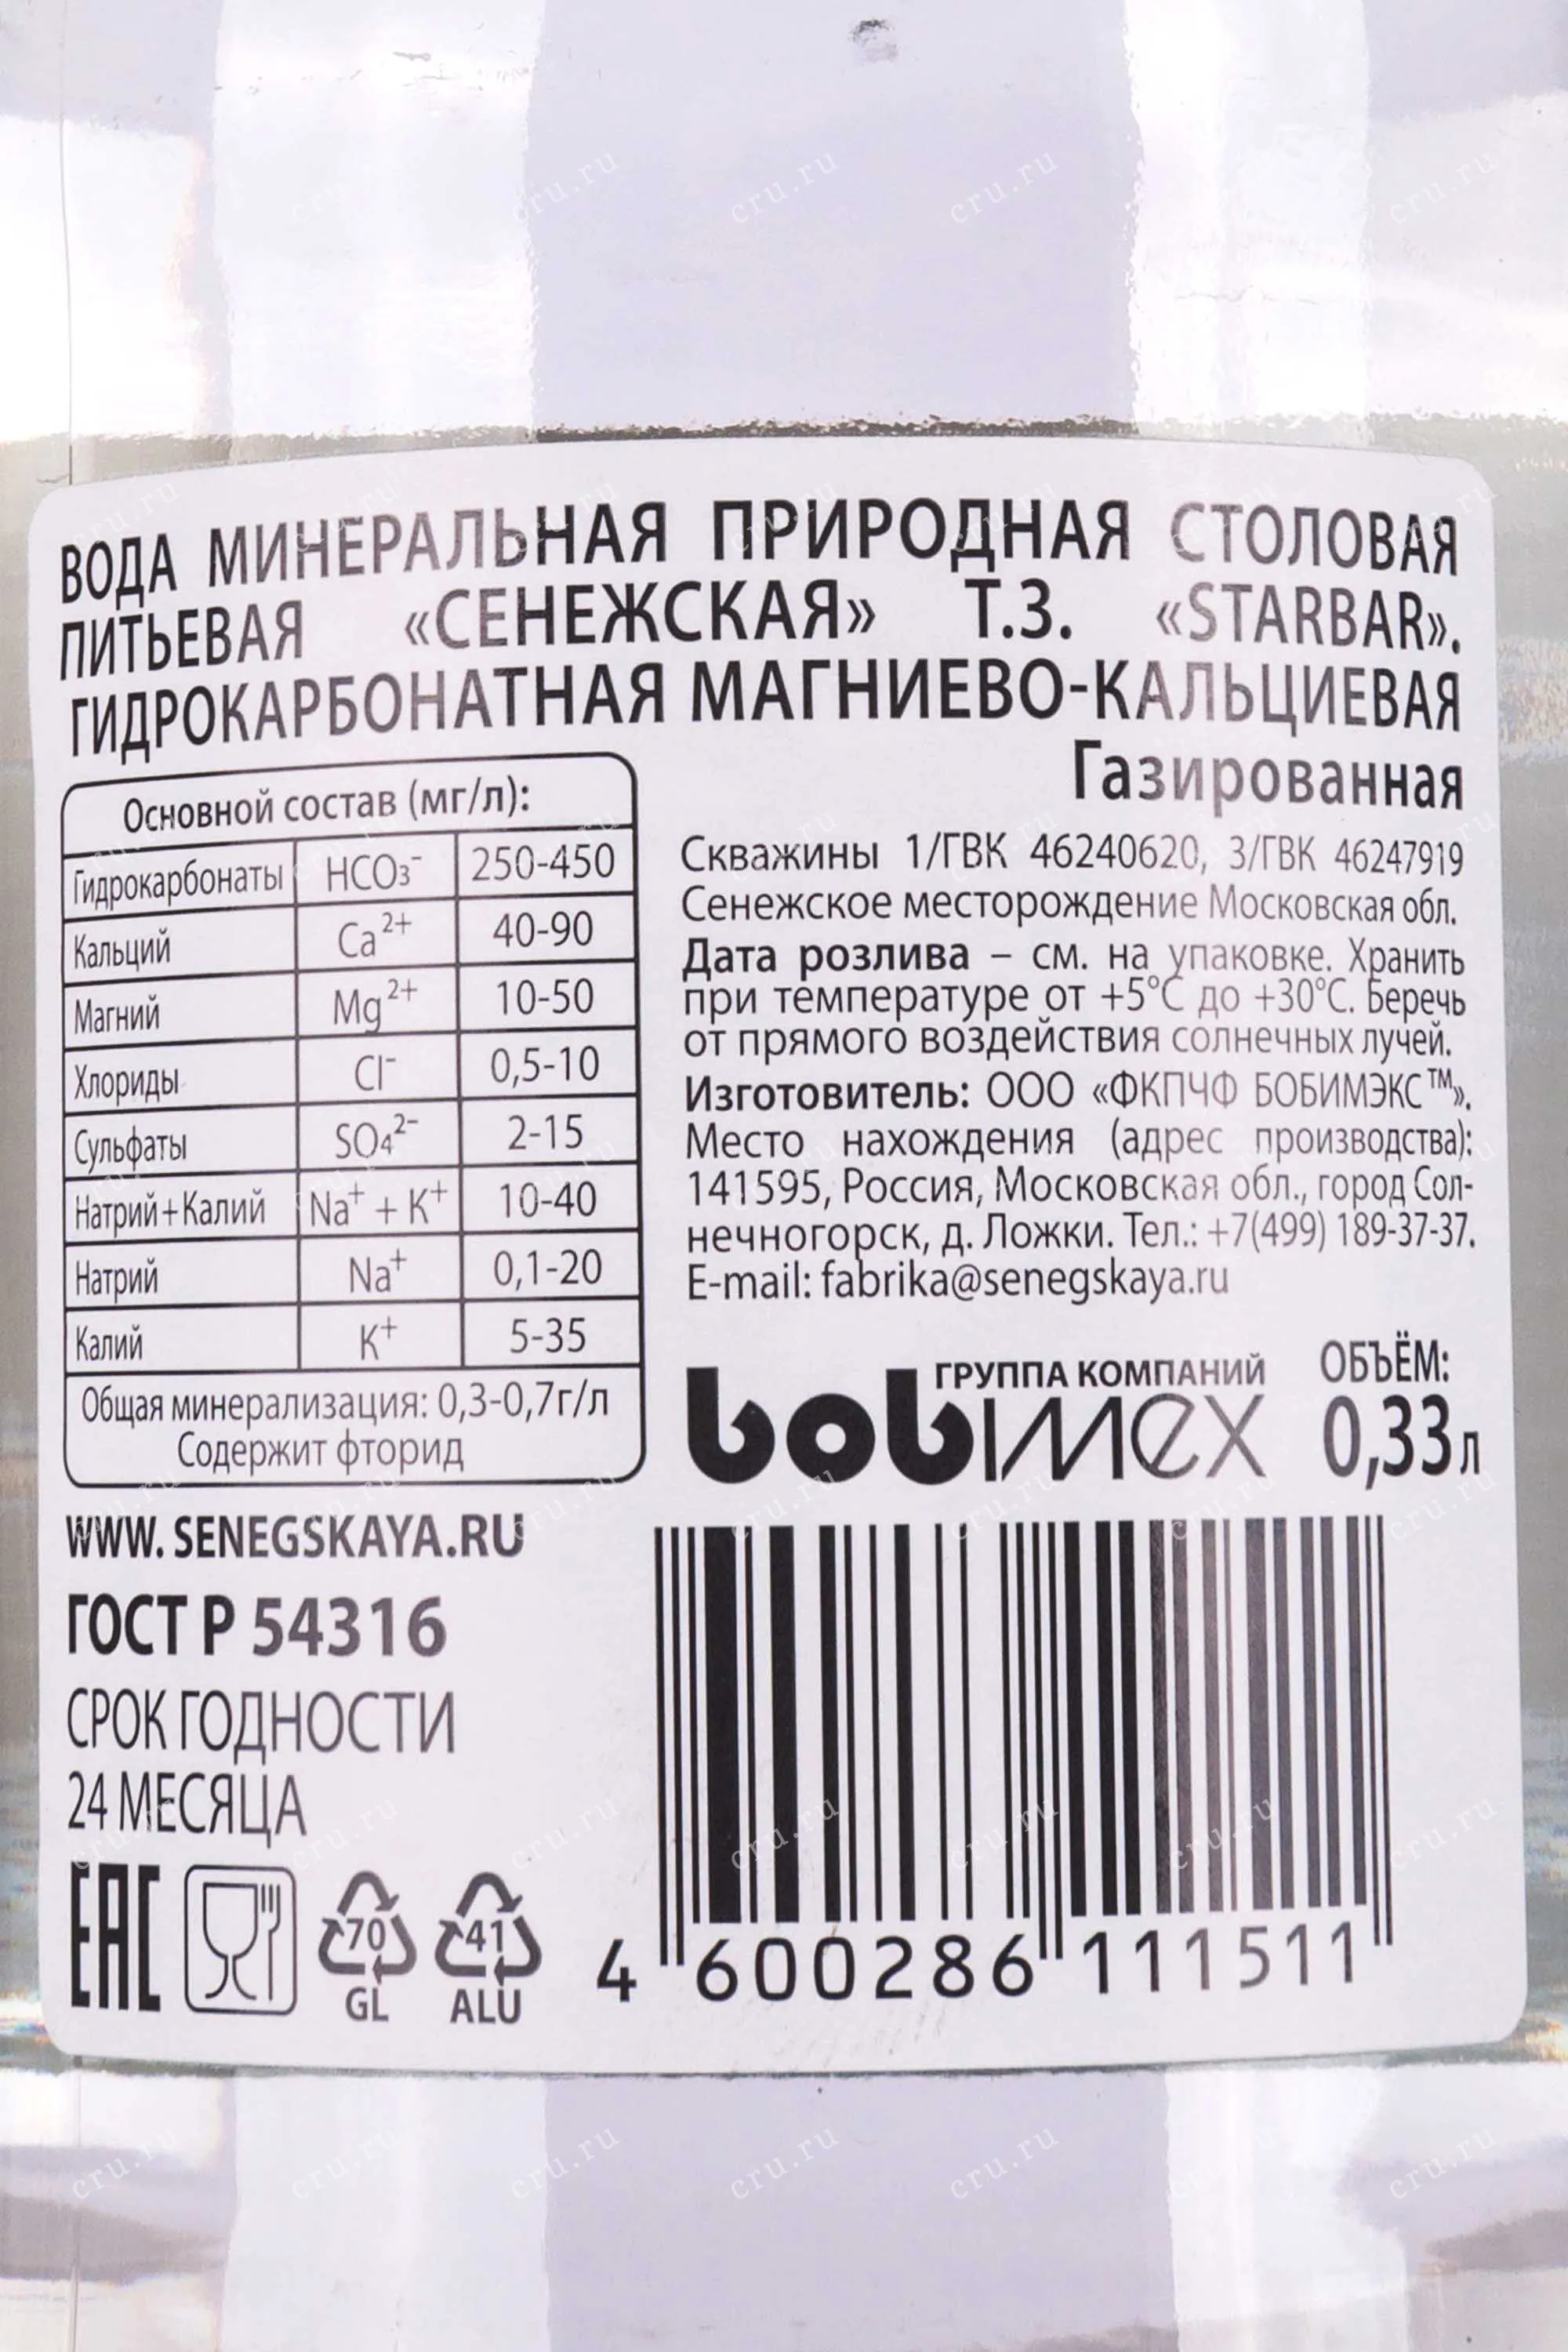 ВОДА МИНЕРАЛЬНАЯ ПРИРОДНАЯ СТОЛОВАЯ
ПИТЬЕВАЯ «СЕНЕЖСКАЯ» Т.З. «STARBAR».
ГИДРОКАРБОНАТНАЯ МАГНИЕВО-КАЛЬЦИЕВАЯ
Газированная
Основной состав (мг/л):
Гидрокарбонаты HCO₃⁻ 250-450
Кальций Ca²⁺ 40-90
Магний Mg²⁺ 10-50
Хлориды Cl⁻ 0,5-10
Сульфаты SO₄²⁻ 2-15
Натрий+Калий Na⁺ + K⁺ 10-40
Натрий Na⁺ 0,1-20
Калий K⁺ 5-35
Общая минерализация: 0,3-0,7г/л
Содержит фторид
Скважины 1/ГВК 46240620, 3/ГВК 46247919
Сенежское месторождение Московская обл.
Дата розлива – см. на упаковке. Хранить
при температуре от +5°С до +30°С. Беречь
от прямого воздействия солнечных лучей.
Изготовитель: ООО «ФКПЧФ БОБИМЭКС™».
Место нахождения (адрес производства):
141595, Россия, Московская обл., город Сол-
нечногорск, д. Ложки. Тел.: +7(499) 189-37-37.
E-mail: fabrika@senegskaya.ru
ГРУППА КОМПАНИЙ
bobimex
ОБЪЁМ:
0,33л
WWW. SENEGSKAYA.RU
ГОСТ Р 54316
СРОК ГОДНОСТИ
24 МЕСЯЦА
ЕАС
70
GL
41
ALU
4 600286 111511
cru.ru